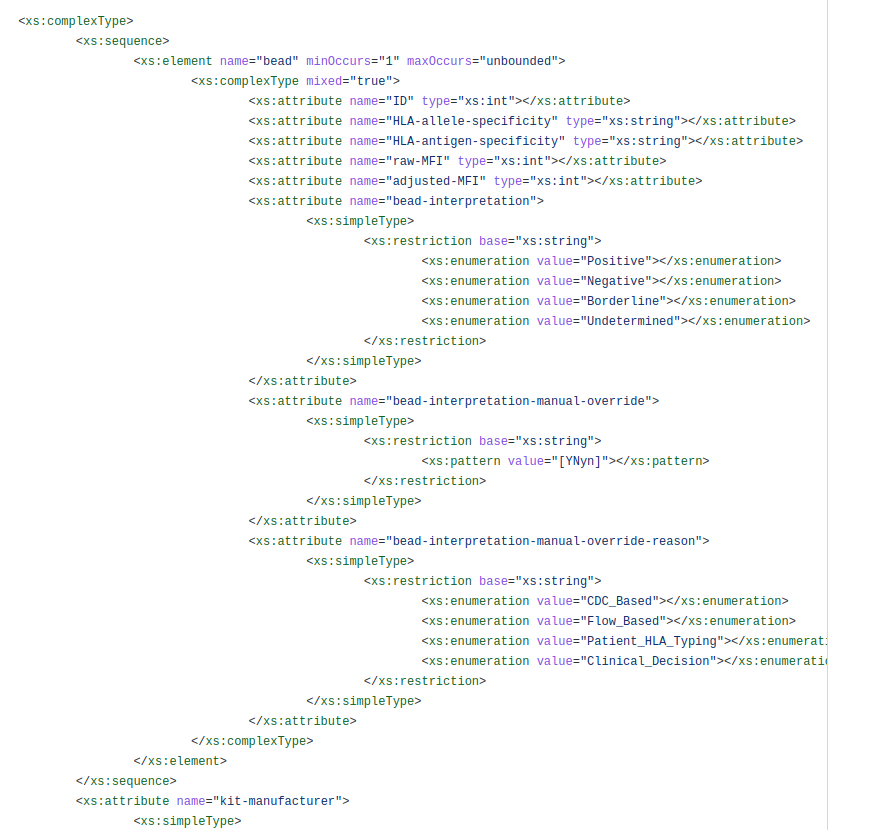 <xs:complexType>
<xs:sequence>
<xs:element name="bead" minOccurs="1" maxOccurs="unbounded">
<xs:complexType mixed="true">
<xs:attribute name="ID" type="xs:int"></xs:attribute>
<xs:attribute name="HLA-allele-specificity" type="xs:string"></xs:attribute>
<xs:attribute name="HLA-antigen-specificity" type="xs:string"></xs:attribute>
<xs:attribute name="raw-MFI" type="xs:int"></xs:attribute>
<xs:attribute name="adjusted-MFI" type="xs:int"></xs:attribute>
<xs:attribute name="bead-interpretation">
<xs:simpleType>
<xs:restriction base="xs:string">
<xs:enumeration value="Positive"></xs:enumeration>
<xs:enumeration value="Negative"></xs:enumeration>
<xs:enumeration value="Borderline"></xs:enumeration>
<xs:enumeration value="Undetermined"></xs:enumeration>
</xs:restriction>
</xs:simpleType>
</xs:attribute>
<xs:attribute name="bead-interpretation-manual-override">
<xs:simpleType>
<xs:restriction base="xs:string">
<xs:pattern value="[YNyn]"></xs:pattern>
</xs:restriction>
</xs:simpleType>
</xs:attribute>
<xs:attribute name="bead-interpretation-manual-override-reason">
<xs:simpleType>
<xs:restriction base="xs:string">
<xs:enumeration value="CDC_Based"></xs:enumeration>
<xs:enumeration value="Flow_Based"></xs:enumeration>
<xs:enumeration value="Patient_HLA_Typing"></xs:enumerati
<xs:enumeration value="Clinical_Decision"></xs:enumeratio
</xs:restriction>
</xs:simpleType>
</xs:attribute>
</xs:complexType>
</xs:element>
</xs:sequence>
<xs:attribute name="kit-manufacturer">
<xs:simpleType>